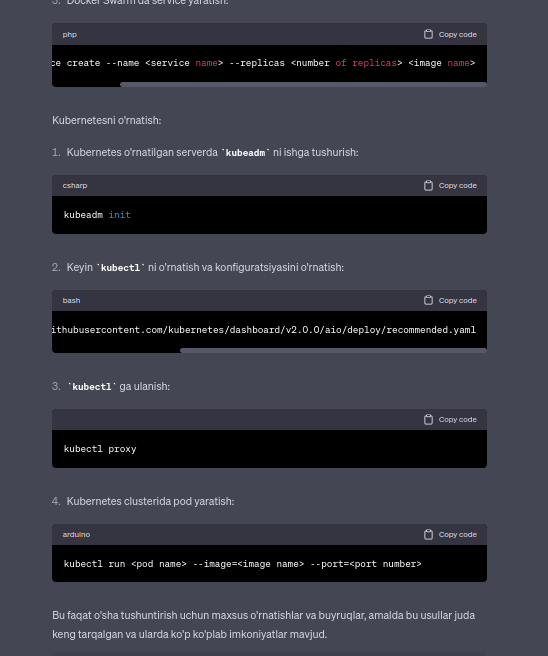 3. Docker Swarm'da service yaratish:
php Copy code
ce create --name <service name> --replicas <number of replicas> <image name>
Kubernetesni o'rnatish:
1. Kubernetes o'rnatilgan serverda `kubeadm` ni ishga tushurish:
csharp Copy code
kubeadm init
2. Keyin `kubectl` ni o'rnatish va konfiguratsiyasini o'rnatish:
bash Copy code
ithubusercontent.com/kubernetes/dashboard/v2.0.0/aio/deploy/recommended.yaml
3. `kubectl` ga ulanish:
Copy code
kubectl proxy
4. Kubernetes clusterida pod yaratish:
arduino Copy code
kubectl run <pod name> --image=<image name> --port=<port number>
Bu faqat o'sha tushuntirish uchun maxsus o'rnatishlar va buyruqlar, amalda bu usullar juda
keng tarqalgan va ularda ko'p ko'plab imkoniyatlar mavjud.